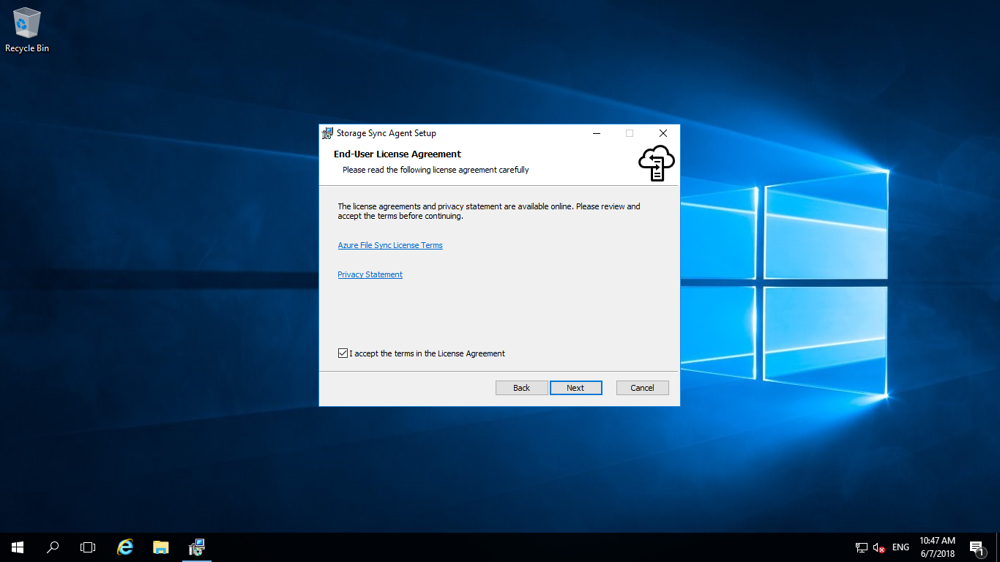 Recycle Bin
Storage Sync Agent Setup
End-User License Agreement
Please read the following license agreement carefully
The license agreements and privacy statement are available online. Please review and
accept the terms before continuing.
Azure File Sync License Terms
Privacy Statement
I accept the terms in the License Agreement
Back Next Cancel
ENG
10:47 AM
6/7/2018
1